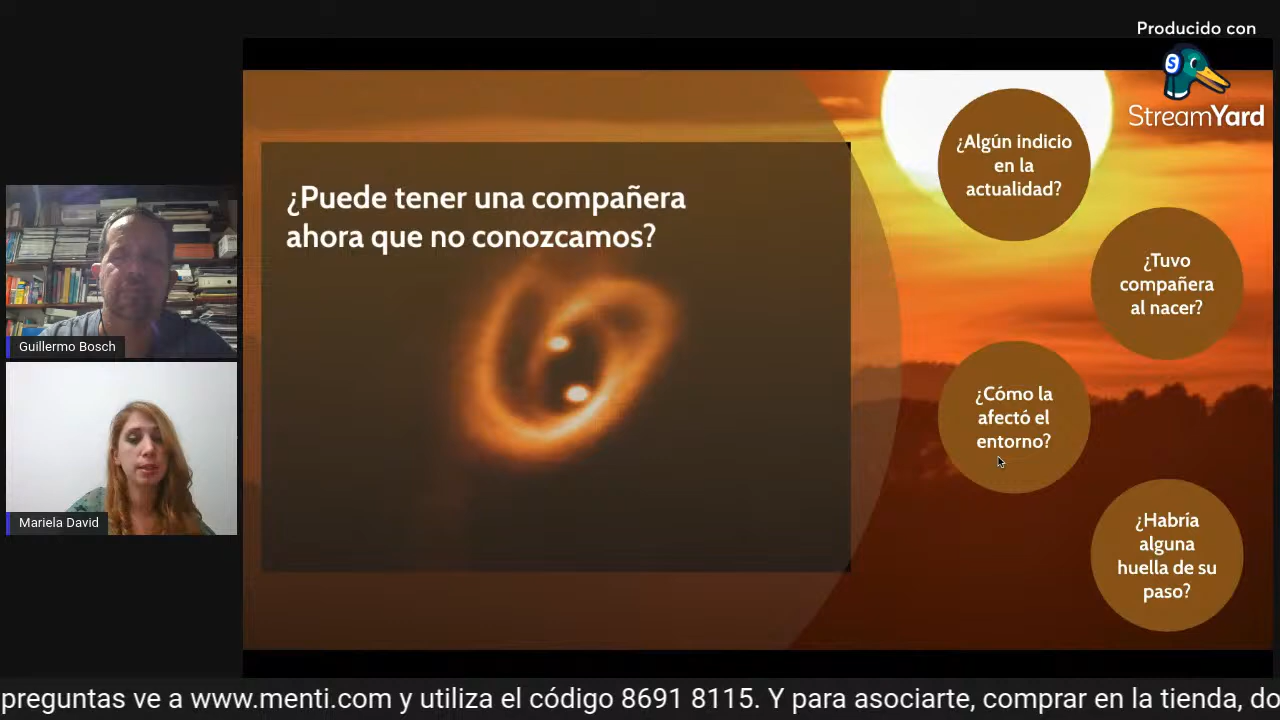 Producido con
StreamYard
¿Puede tener una compañera
ahora que no conozcamos?
¿Algún indicio
en la
actualidad?
¿Tuvo
compañera
al nacer?
¿Cómo la
afectó el
entorno?
¿Habría
alguna
huella de su
paso?
Guillermo Bosch
Mariela David
preguntas ve a www.menti.com y utiliza el código 8691 8115. Y para asociarte, comprar en la tienda, do